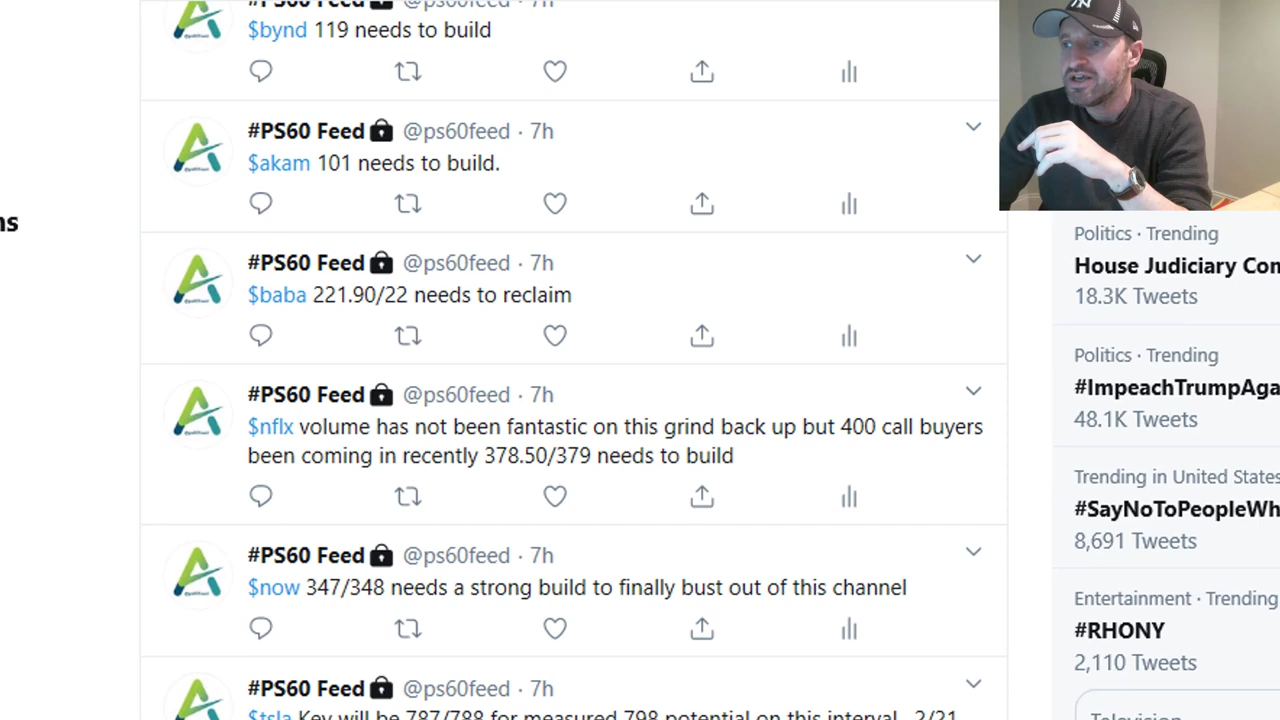 #PS60 Feed @ps60feed · 7h
$bynd 119 needs to build
#PS60 Feed @ps60feed · 7h
$akam 101 needs to build.
#PS60 Feed @ps60feed · 7h
$baba 221.90/22 needs to reclaim
#PS60 Feed @ps60feed · 7h
$nflx volume has not been fantastic on this grind back up but 400 call buyers
been coming in recently 378.50/379 needs to build
#PS60 Feed @ps60feed · 7h
$now 347/348 needs a strong build to finally bust out of this channel
#PS60 Feed @ps60feed · 7h
$tsla Key will be 787/788 for measured 798 potential on this interval 2/21
ns
Politics · Trending
House Judiciary Com
18.3K Tweets
Politics · Trending
#ImpeachTrumpAga
48.1K Tweets
Trending in United States
#SayNoToPeopleWh
8,691 Tweets
Entertainment · Trending
#RHONY
2,110 Tweets
Television